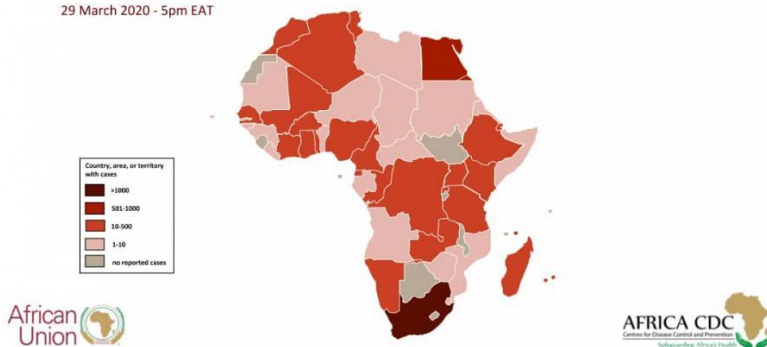 29 March 2020 - 5pm EAT
Country, area, or territory
with cases
>1000
501-1000
10-500
1-10
no reported cases
African
Union
AFRICA CDC
Centres for Disease Control and Prevention
Safeguarding Africa's Health